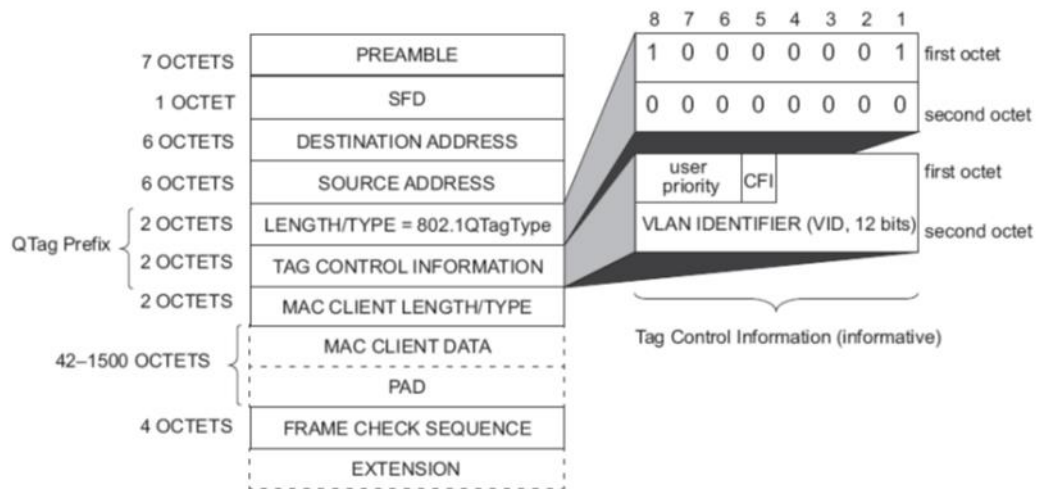 8 7 6 5 4 3 2 1
7 OCTETS PREAMBLE
1 0 0 0 0 0 0 1 first octet
1 OCTET SFD
0 0 0 0 0 0 0 0 second octet
6 OCTETS DESTINATION ADDRESS
6 OCTETS SOURCE ADDRESS
user
priority CFI first octet
QTag Prefix
2 OCTETS LENGTH/TYPE = 802.1QTagType
VLAN IDENTIFIER (VID, 12 bits) second octet
2 OCTETS TAG CONTROL INFORMATION
2 OCTETS MAC CLIENT LENGTH/TYPE
Tag Control Information (informative)
42–1500 OCTETS
MAC CLIENT DATA
PAD
4 OCTETS FRAME CHECK SEQUENCE
EXTENSION